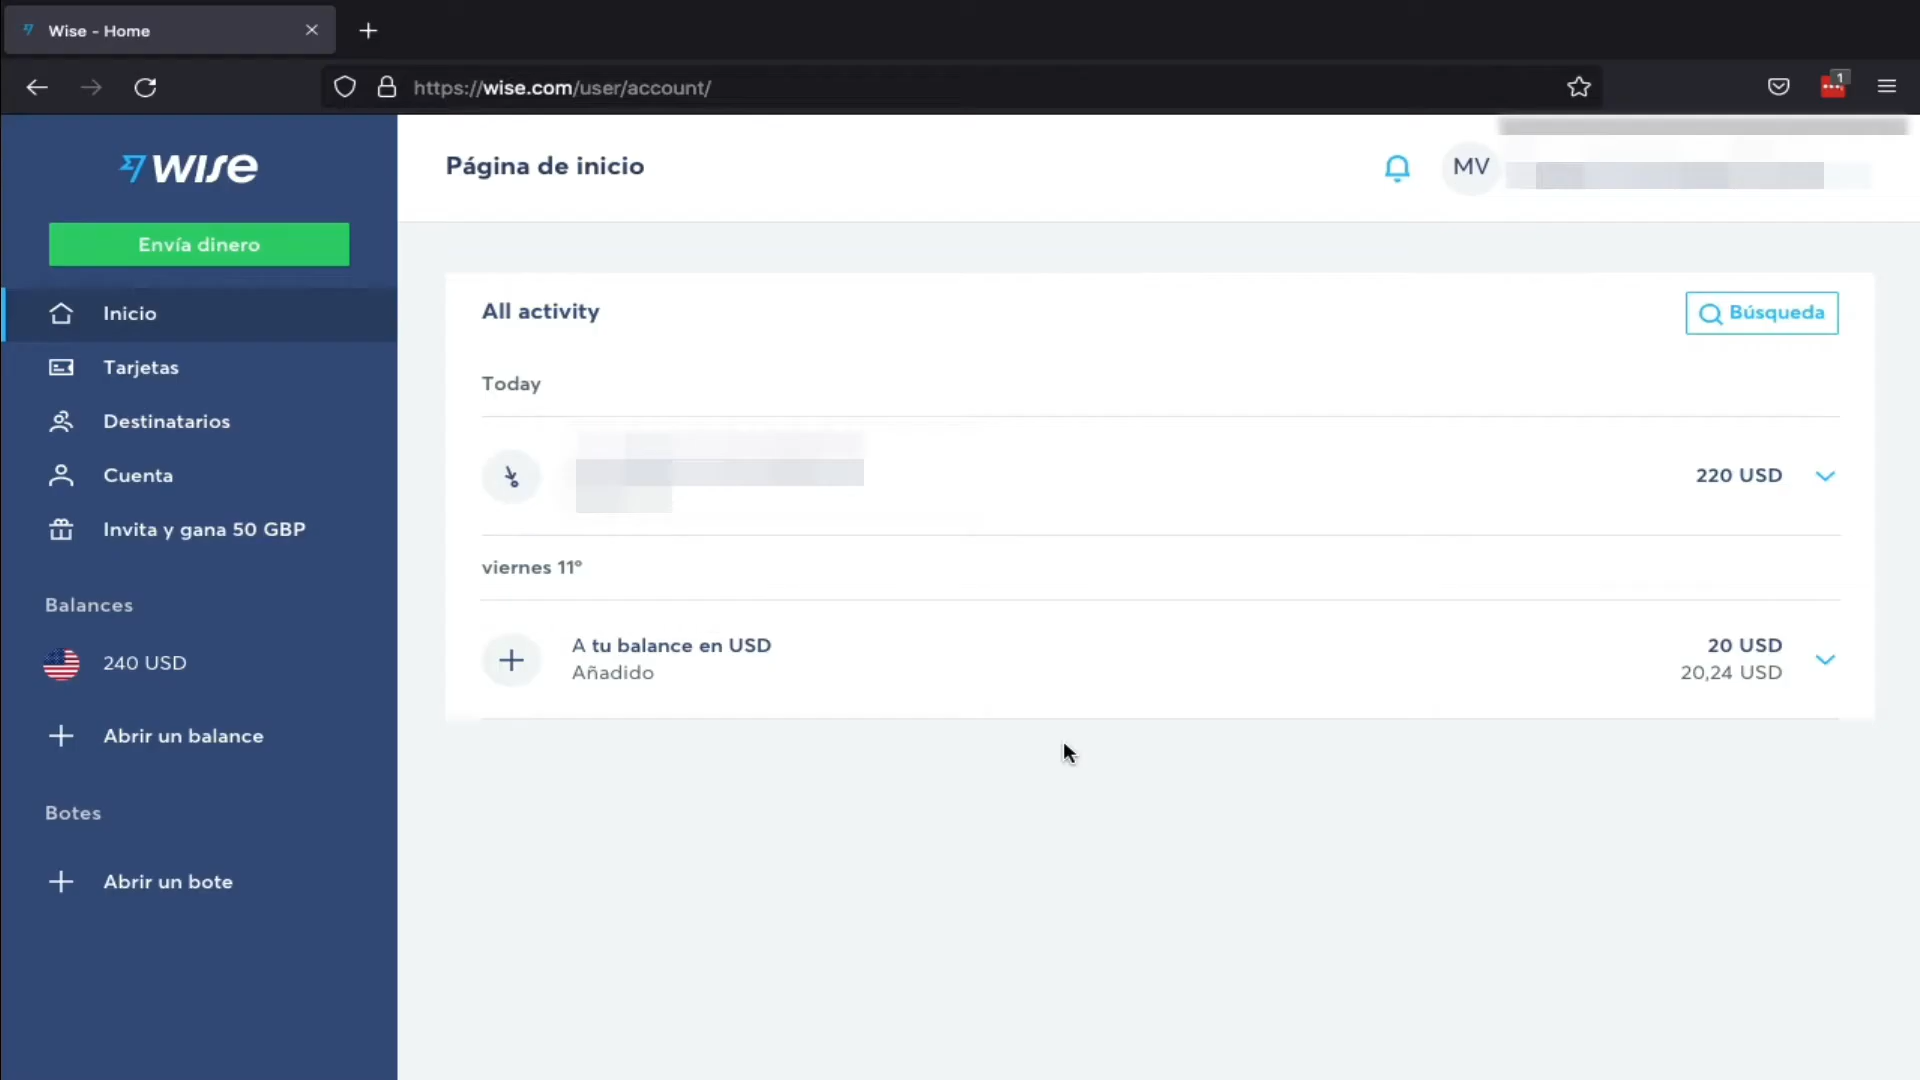 Wise - Home
https://wise.com/user/account/
1
wise
Envía dinero
Inicio
Tarjetas
Destinatarios
Cuenta
Invita y gana 50 GBP
Balances
240 USD
Abrir un balance
Botes
Abrir un bote
Página de inicio
MV
All activity
Búsqueda
Today
220 USD
viernes 11º
A tu balance en USD
20 USD
Añadido
20,24 USD